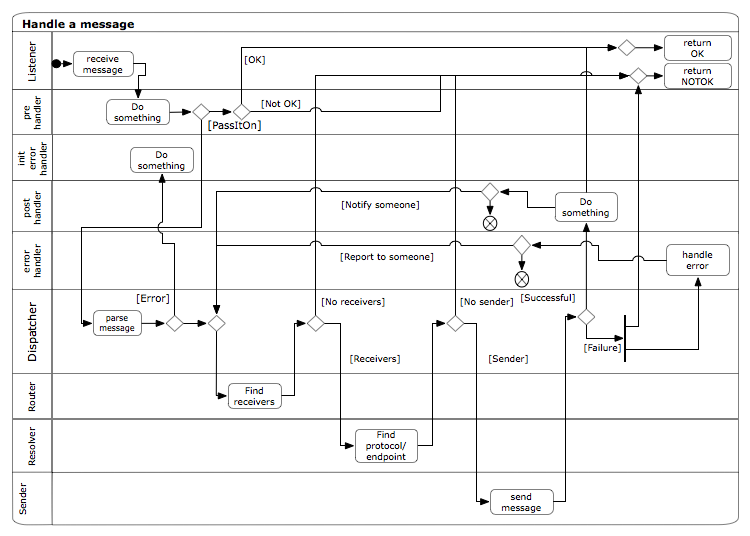 Handle a message
Listener
receive
message
[OK]
return
OK
return
NOTOK
pre
handler
Do
something
[Not OK]
[PassItOn]
init
error
handler
Do
something
post
handler
[Notify someone]
Do
something
error
handler
[Report to someone]
handle
error
Dispatcher
[Error]
[No receivers]
[No sender]
[Successful]
parse
message
[Receivers]
[Sender]
[Failure]
Router
Find
receivers
Resolver
Find
protocol/
endpoint
Sender
send
message